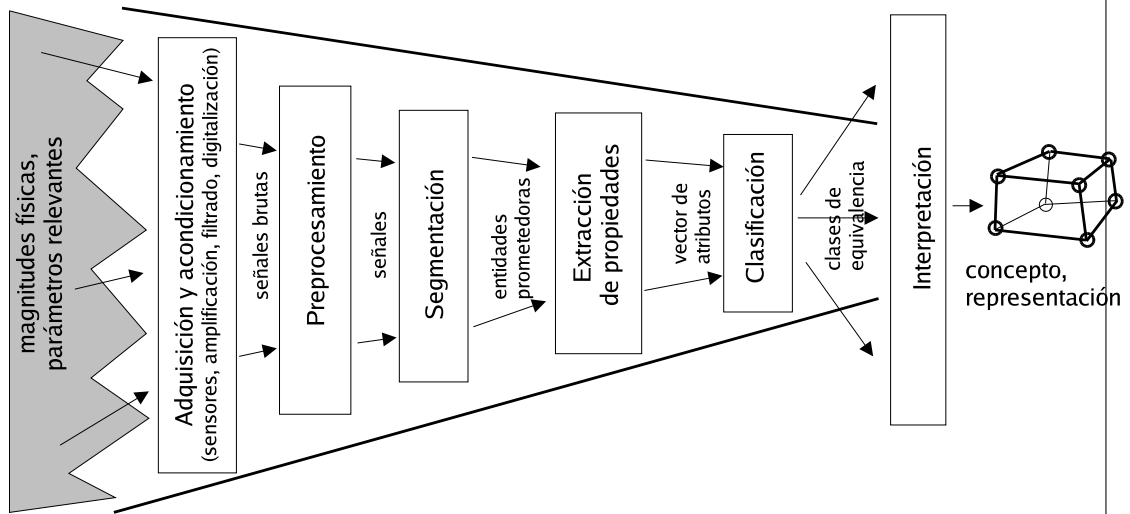 magnitudes físicas,
parámetros relevantes
Adquisición y acondicionamiento
(sensores, amplificación, filtrado, digitalización)
señales brutas
Preprocesamiento
señales
Segmentación
entidades
prometedoras
Extracción
de propiedades
vector de
atributos
Clasificación
clases de
equivalencia
Interpretación
concepto,
representación